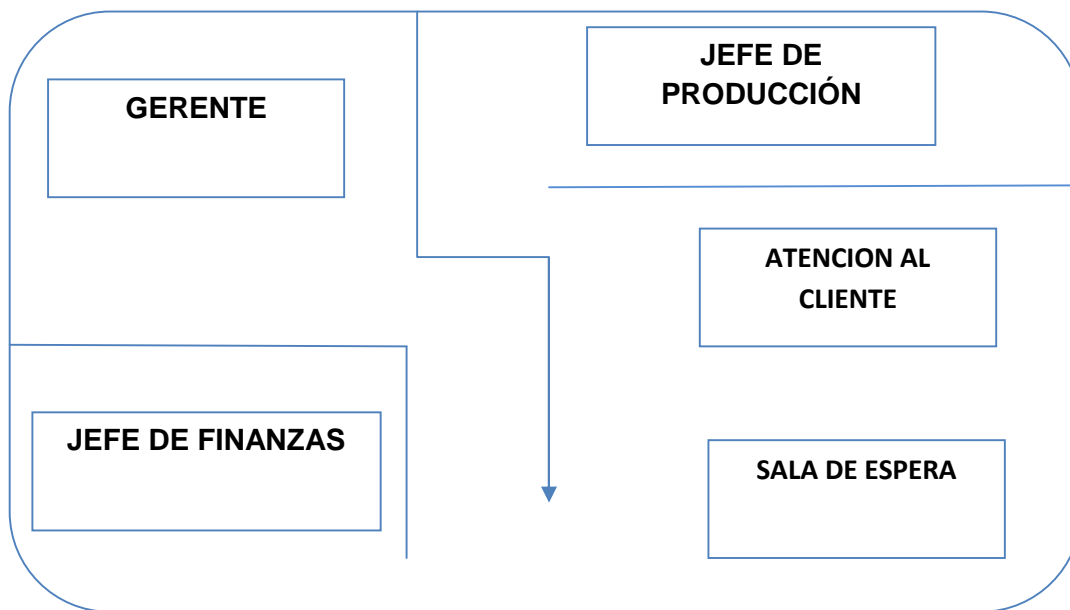 GERENTE
JEFE DE
PRODUCCIÓN
ATENCION AL
CLIENTE
JEFE DE FINANZAS
SALA DE ESPERA